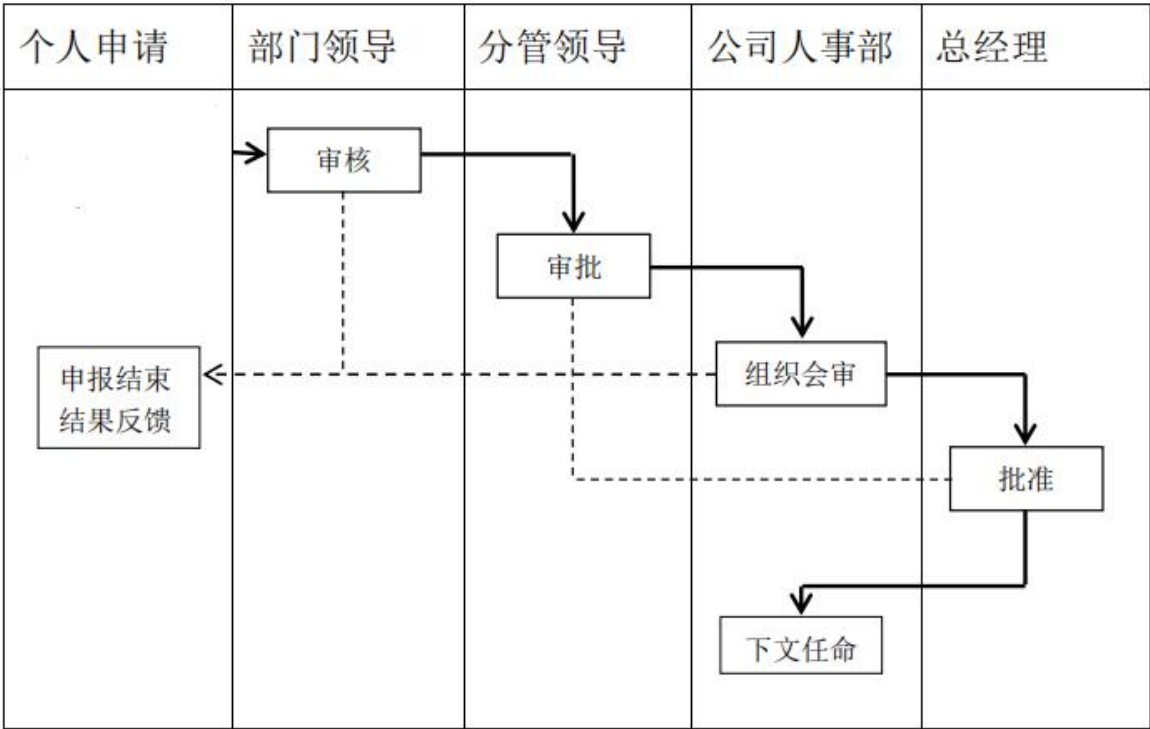 个人申请
部门领导
分管领导
公司人事部
总经理
审核
审批
申报结束
结果反馈
组织会审
批准
下文任命